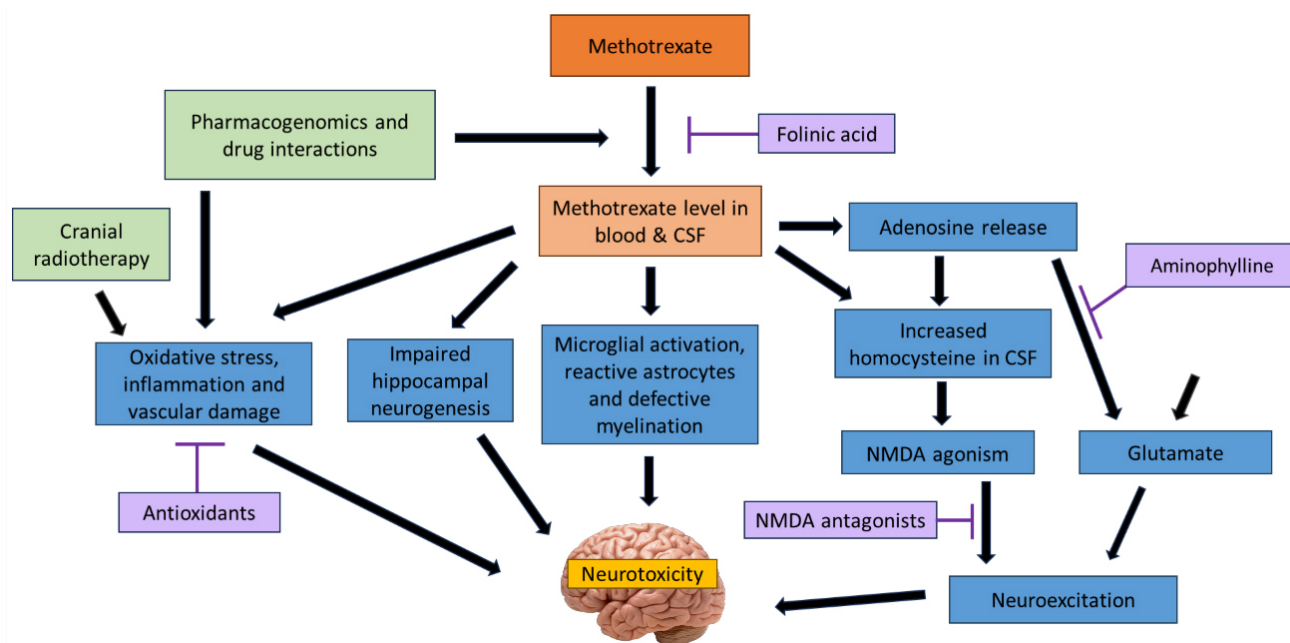 Methotrexate
Pharmacogenomics and
drug interactions
Folinic acid
Methotrexate level in
blood & CSF
Adenosine release
Cranial
radiotherapy
Aminophylline
Oxidative stress,
inflammation and
vascular damage
Impaired
hippocampal
neurogenesis
Microglial activation,
reactive astrocytes
and defective
myelination
Increased
homocysteine in CSF
NMDA agonism
Glutamate
Antioxidants
NMDA antagonists
Neurotoxicity
Neuroexcitation